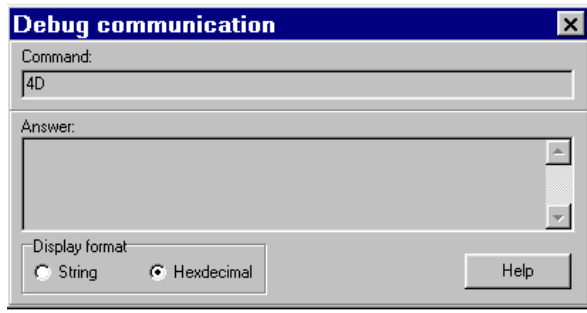 Debug communication
Command:
4D
Answer:
Display format
String Hexdecimal
Help